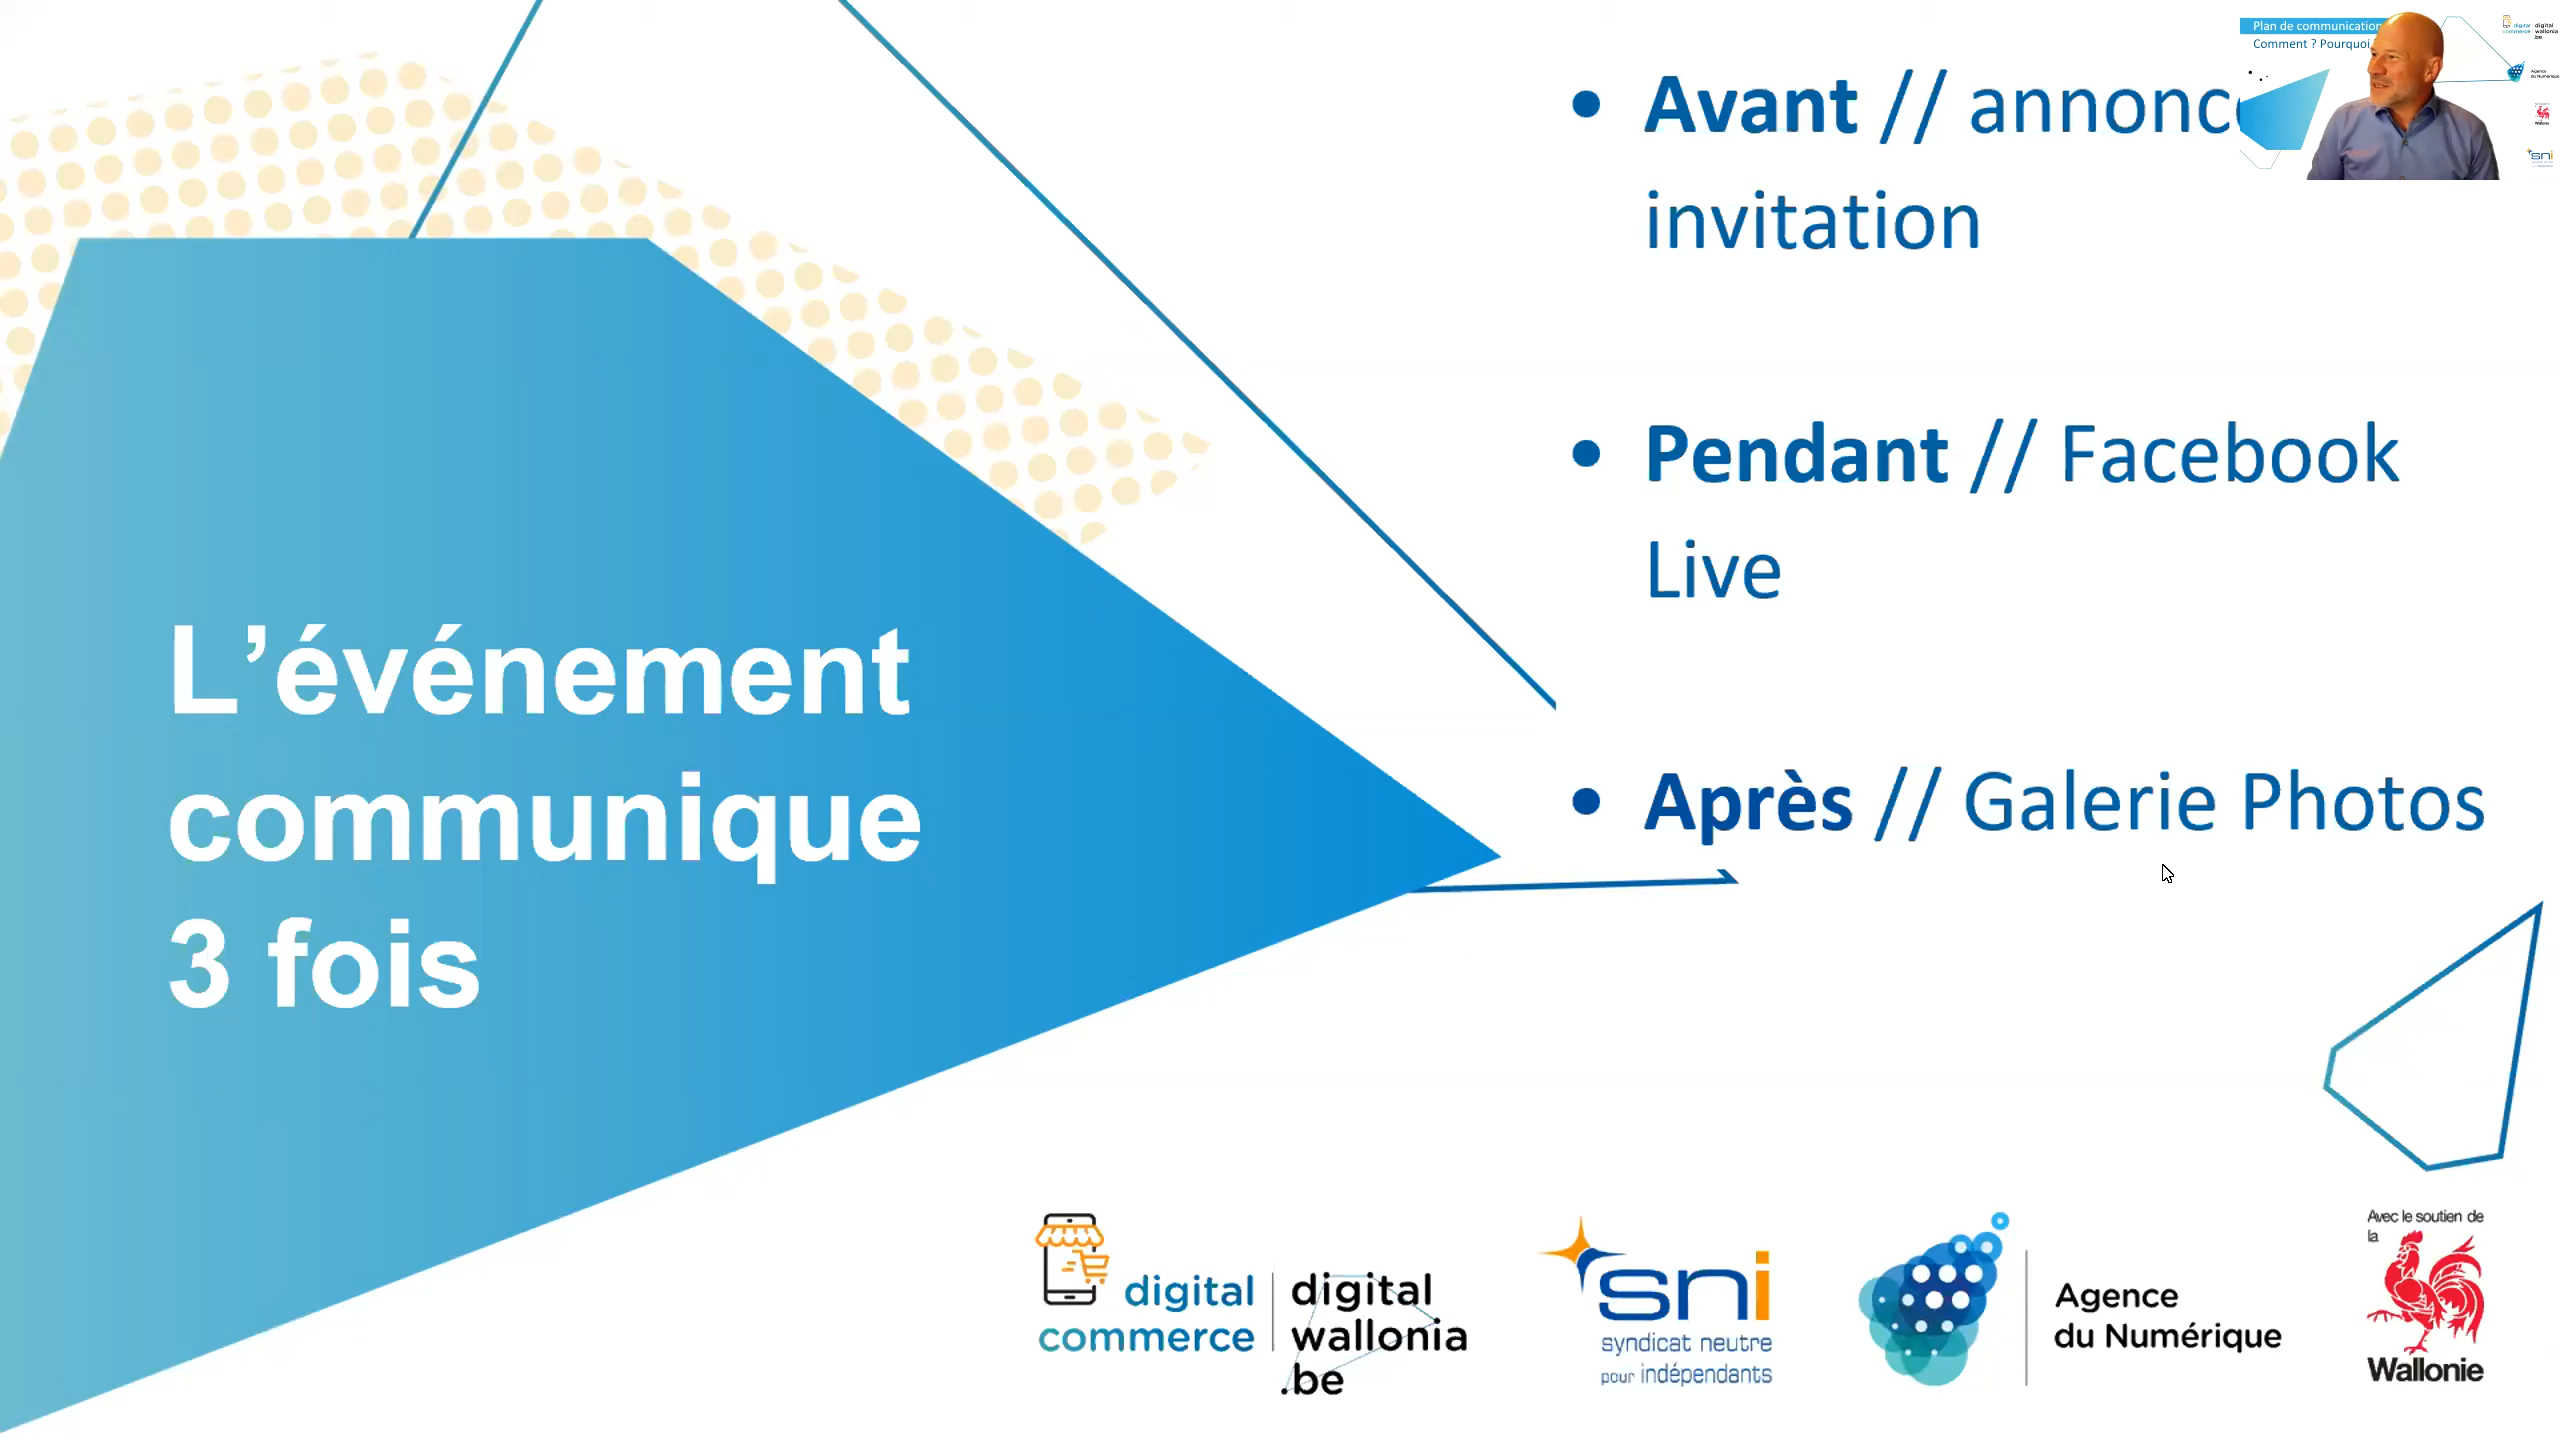 L’événement
communique
3 fois
• Avant // annonc
invitation
• Pendant // Facebook
Live
• Après // Galerie Photos
Plan de communication
Comment ? Pourquoi
digital
commerce
digital
wallonia
.be
sni
syndicat neutre
pour indépendants
Agence
du Numérique
Avec le soutien de
la
Wallonie